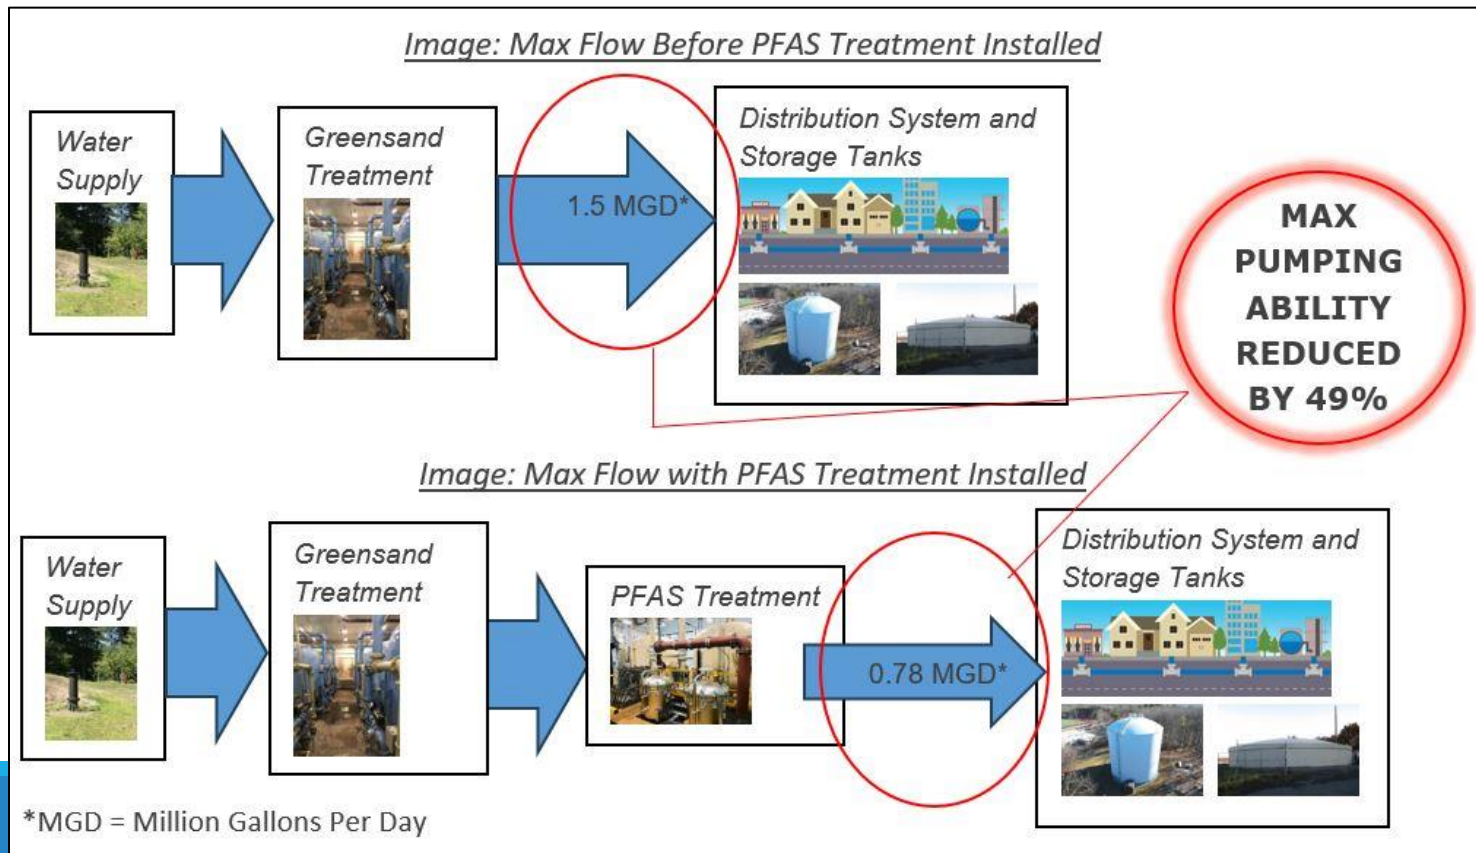 Image: Max Flow Before PFAS Treatment Installed
Water
Supply
Greensand
Treatment
1.5 MGD*
Distribution System and
Storage Tanks
MAX
PUMPING
ABILITY
REDUCED
BY 49%
Image: Max Flow with PFAS Treatment Installed
Water
Supply
Greensand
Treatment
PFAS Treatment
0.78 MGD*
Distribution System and
Storage Tanks
*MGD = Million Gallons Per Day